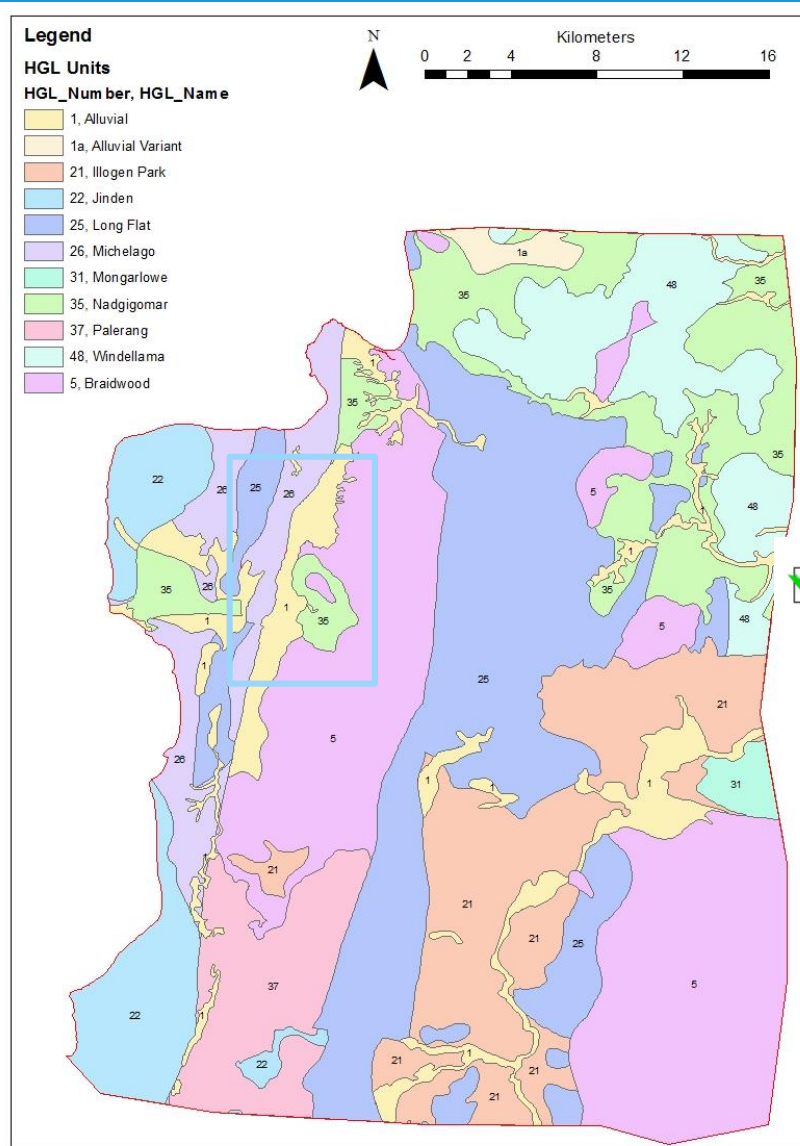 Legend
HGL Units
HGL_Number, HGL_Name
1, Alluvial
1a, Alluvial Variant
21, Illogen Park
22, Jinden
25, Long Flat
26, Michelago
31, Mongarlowe
35, Nadgigomar
37, Palerang
48, Windellama
5, Braidwood
N
Kilometers
0 2 4 8 12 16
1a
48
35
35
1
35
35
22
26
25
26
5
48
1
1
35
26
35
1
1
35
5
48
1
25
21
5
26
1
1
1
31
21
1
21
21
25
37
5
22
1
22
21
1
21
21